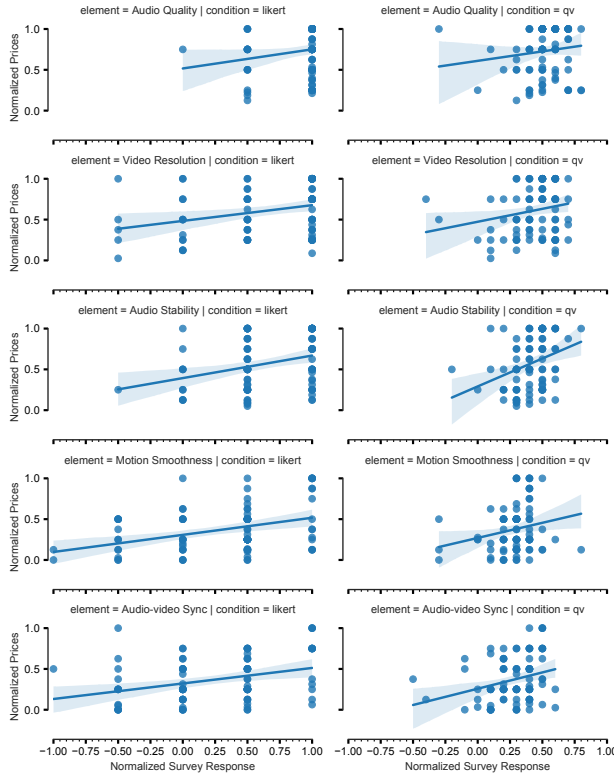 element = Audio Quality | condition = likert
element = Audio Quality | condition = qv
Normalized Prices
1.0
0.5
0.0
element = Video Resolution | condition = likert
element = Video Resolution | condition = qv
Normalized Prices
1.0
0.5
0.0
element = Audio Stability | condition = likert
element = Audio Stability | condition = qv
Normalized Prices
1.0
0.5
0.0
element = Motion Smoothness | condition = likert
element = Motion Smoothness | condition = qv
Normalized Prices
1.0
0.5
0.0
element = Audio-video Sync | condition = likert
element = Audio-video Sync | condition = qv
Normalized Prices
1.0
0.5
0.0
−1.00 −0.75 −0.50 −0.25 0.00 0.25 0.50 0.75 1.00
−1.00 −0.75 −0.50 −0.25 0.00 0.25 0.50 0.75 1.00
Normalized Survey Response
Normalized Survey Response